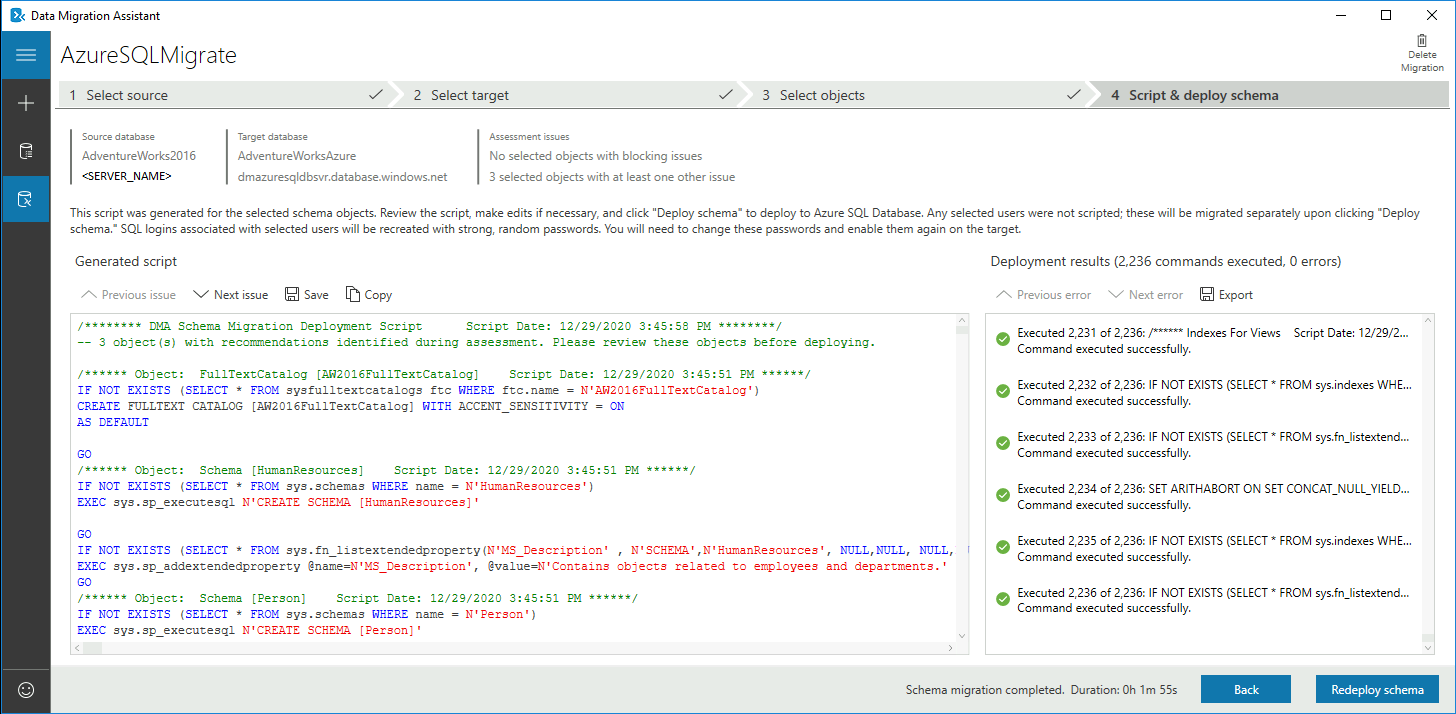 Data Migration Assistant
AzureSQLMigrate
Delete
Migration
1 Select source
2 Select target
3 Select objects
4 Script & deploy schema
Source database
AdventureWorks2016
<SERVER_NAME>
Target database
AdventureWorksAzure
dmazuresqldbsvr.database.windows.net
Assessment issues
No selected objects with blocking issues
3 selected objects with at least one other issue
This script was generated for the selected schema objects. Review the script, make edits if necessary, and click "Deploy schema" to deploy to Azure SQL Database. Any selected users were not scripted; these will be migrated separately upon clicking "Deploy
schema." SQL logins associated with selected users will be recreated with strong, random passwords. You will need to change these passwords and enable them again on the target.
Generated script
Previous issue Next issue Save Copy
/******** DMA Schema Migration Deployment Script      Script Date: 12/29/2020 3:45:58 PM ********/
-- 3 object(s) with recommendations identified during assessment. Please review these objects before deploying.
/****** Object:  FullTextCatalog [AW2016FullTextCatalog]    Script Date: 12/29/2020 3:45:51 PM ******/
IF NOT EXISTS (SELECT * FROM sysfulltextcatalogs ftc WHERE ftc.name = N'AW2016FullTextCatalog')
CREATE FULLTEXT CATALOG [AW2016FullTextCatalog] WITH ACCENT_SENSITIVITY = ON
AS DEFAULT
GO
/****** Object:  Schema [HumanResources]    Script Date: 12/29/2020 3:45:51 PM ******/
IF NOT EXISTS (SELECT * FROM sys.schemas WHERE name = N'HumanResources')
EXEC sys.sp_executesql N'CREATE SCHEMA [HumanResources]'
GO
IF NOT EXISTS (SELECT * FROM sys.fn_listextendedproperty(N'MS_Description' , N'SCHEMA',N'HumanResources', NULL,NULL, NULL,
EXEC sys.sp_addextendedproperty @name=N'MS_Description', @value=N'Contains objects related to employees and departments.'
GO
/****** Object:  Schema [Person]    Script Date: 12/29/2020 3:45:51 PM ******/
IF NOT EXISTS (SELECT * FROM sys.schemas WHERE name = N'Person')
EXEC sys.sp_executesql N'CREATE SCHEMA [Person]'
Deployment results (2,236 commands executed, 0 errors)
Previous error Next error Export
Executed 2,231 of 2,236: /****** Indexes For Views    Script Date: 12/29/2...
Command executed successfully.
Executed 2,232 of 2,236: IF NOT EXISTS (SELECT * FROM sys.indexes WHE...
Command executed successfully.
Executed 2,233 of 2,236: IF NOT EXISTS (SELECT * FROM sys.fn_listextend...
Command executed successfully.
Executed 2,234 of 2,236: SET ARITHABORT ON SET CONCAT_NULL_YIELD...
Command executed successfully.
Executed 2,235 of 2,236: IF NOT EXISTS (SELECT * FROM sys.indexes WHE...
Command executed successfully.
Executed 2,236 of 2,236: IF NOT EXISTS (SELECT * FROM sys.fn_listextend...
Command executed successfully.
Schema migration completed.  Duration: 0h 1m 55s
Back
Redeploy schema